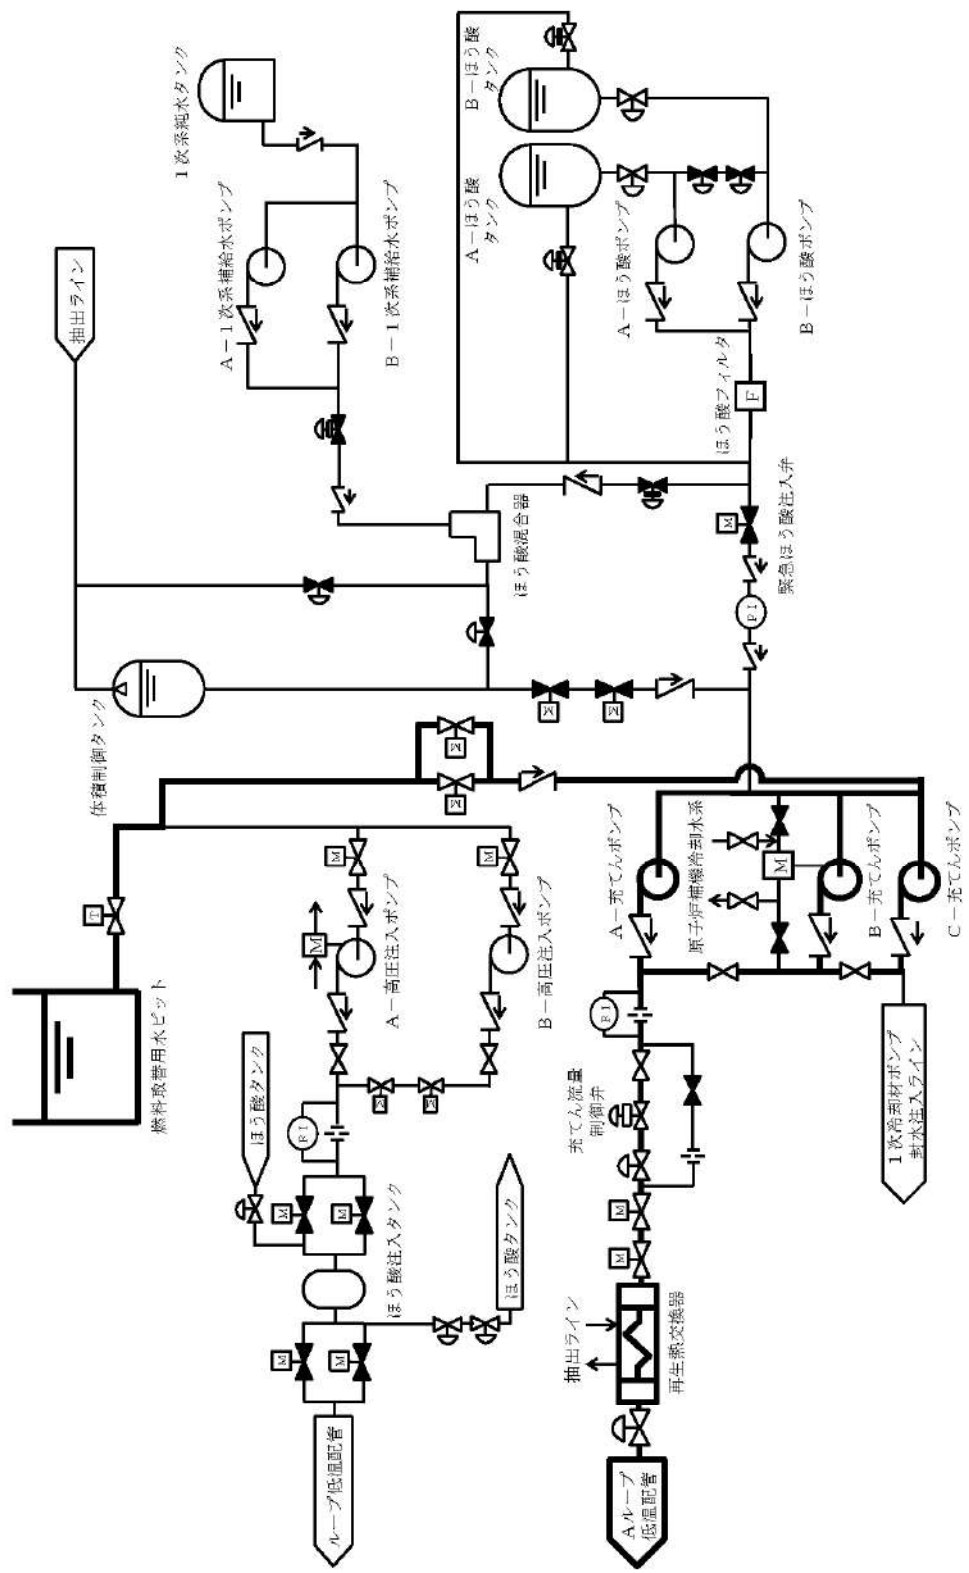 ループ低温配管
ほう酸タンク
燃料取替用水ピット
T
体積制御タンク
抽出ライン
1次系純水タンク
M
M
M
M
FI
ほう酸注入タンク
M
M
M
M
M
A－高圧注入ポンプ
M
M
A－1次系補給水ポンプ
B－1次系補給水ポンプ
ほう酸タンク
B－高圧注入ポンプ
M
M
ほう酸混合器
A－ほう酸
タンク
B－ほう酸
タンク
Aループ
低温配管
抽出ライン
再生熱交換器
M
M
充てん流量
制御弁
FI
A－充てんポンプ
原子炉補機冷却水系
M
B－充てんポンプ
C－充てんポンプ
1次冷却材ポンプ
封水注入ライン
FI
M
緊急ほう酸注入弁
ほう酸フィルタ
F
A－ほう酸ポンプ
B－ほう酸ポンプ